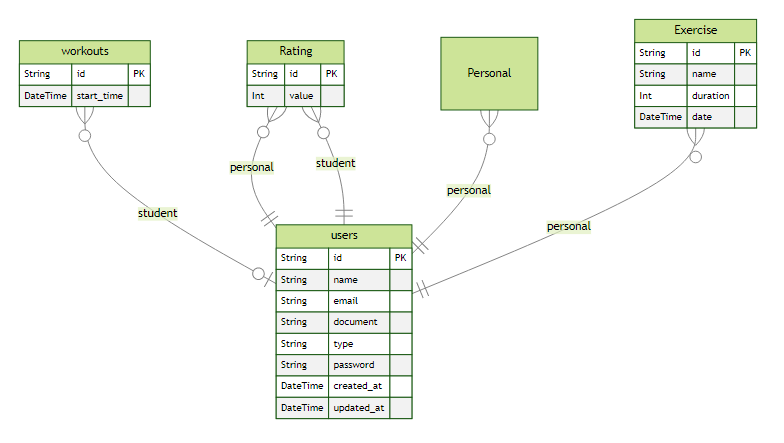 workouts
String id PK
DateTime start_time
Rating
String id PK
Int value
Personal
Exercise
String id PK
String name
Int duration
DateTime date
personal
student
student
personal
personal
users
String id PK
String name
String email
String document
String type
String password
DateTime created_at
DateTime updated_at